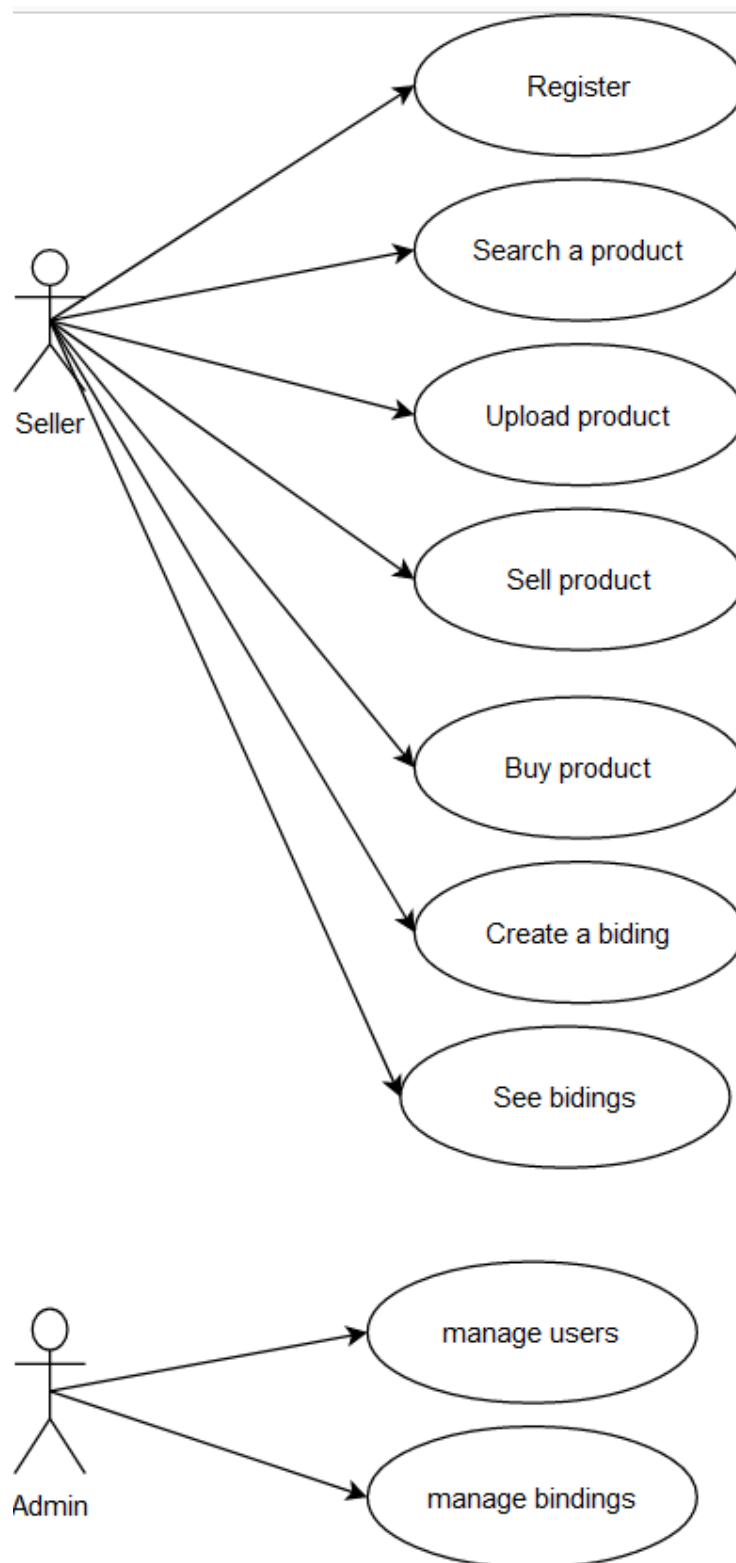 Register
Search a product
Seller
Upload product
Sell product
Buy product
Create a biding
See bidings
manage users
Admin
manage bindings